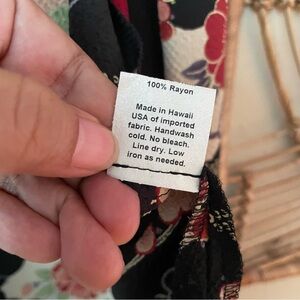 100% Rayon
Made in Hawaii
USA of imported
fabric. Handwash
cold. No bleach.
Line dry. Low
iron as needed.